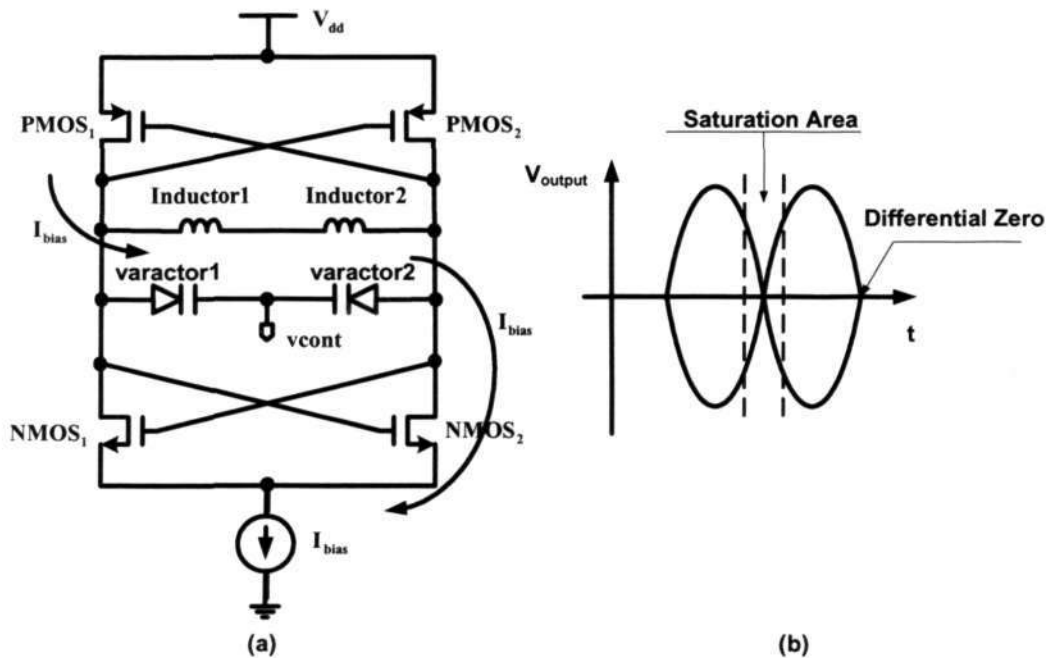 V_dd
PMOS_1
PMOS_2
Inductor1
Inductor2
I_bias
varactor1
varactor2
I_bias
vcont
NMOS_1
NMOS_2
I_bias
(a)
Saturation Area
V_output
Differential Zero
t
(b)